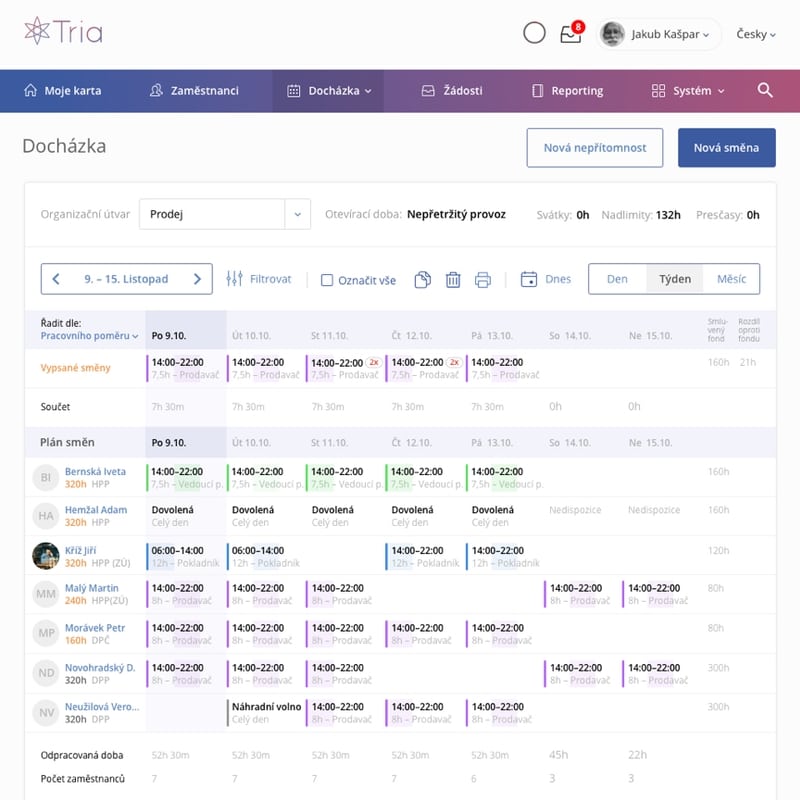 Tria
8
Jakub Kašpar
Česky
Moje karta Zaměstnanci Docházka Žádosti Reporting Systém
Docházka
Nová nepřítomnost Nová směna
Organizační útvar Prodej Otevírací doba: Nepřetržitý provoz Svátky: 0h Nadlimity: 132h Presčasy: 0h
9. – 15. Listopad Filtrovat Označit vše Dnes Den Týden Měsíc
Řadit dle:
Pracovního poměru Po 9.10. Út 10.10. St 11.10. Čt 12.10. Pá 13.10. So 14.10. Ne 15.10. Smlu-vený fond Rozdíl oproti fondu
Vypsané směny 14:00–22:00 14:00–22:00 14:00–22:00 2x 14:00–22:00 2x 14:00–22:00 160h 21h
7,5h – Prodavač 7,5h – Prodavač 7,5h – Prodavač 7,5h – Prodavač 7,5h – Prodavač
Součet 7h 30m 7h 30m 7h 30m 7h 30m 7h 30m 0h 0h
Plán směn Po 9.10. Út 10.10. St 11.10. Čt 12.10. Pá 13.10. So 14.10. Ne 15.10.
BI Bernská Iveta 14:00–22:00 14:00–22:00 14:00–22:00 14:00–22:00 14:00–22:00 160h
320h HPP 7,5h – Vedoucí p. 7,5h – Vedoucí p. 7,5h – Vedoucí p. 7,5h – Vedoucí p. 7,5h – Vedoucí p.
HA Hemžal Adam Dovolená Dovolená Dovolená Dovolená Dovolená Nedispozice Nedispozice 160h
320h HPP Celý den Celý den Celý den Celý den Celý den
Kříž Jiří 06:00–14:00 06:00–14:00 14:00–22:00 14:00–22:00 120h
320h HPP (ZÚ) 12h – Pokladník 12h – Pokladník 12h – Pokladník 12h – Pokladník
MM Malý Martin 14:00–22:00 14:00–22:00 14:00–22:00 14:00–22:00 14:00–22:00 80h
240h HPP(ZÚ) 8h – Prodavač 8h – Prodavač 8h – Prodavač 8h – Prodavač 8h – Prodavač
MP Morávek Petr 14:00–22:00 14:00–22:00 14:00–22:00 14:00–22:00 14:00–22:00 80h
160h DPČ 8h – Prodavač 8h – Prodavač 8h – Prodavač 8h – Prodavač 8h – Prodavač
ND Novohradský D. 14:00–22:00 14:00–22:00 14:00–22:00 14:00–22:00 14:00–22:00 300h
320h DPP 8h – Prodavač 8h – Prodavač 8h – Prodavač 8h – Prodavač 8h – Prodavač
NV Neužilová Vero... Náhradní volno 14:00–22:00 14:00–22:00 14:00–22:00 300h
320h DPP Celý den 8h – Prodavač 8h – Prodavač 8h – Prodavač
Odpracovaná doba 52h 30m 52h 30m 52h 30m 52h 30m 52h 30m 45h 22h
Počet zaměstnanců 7 7 7 7 6 3 3